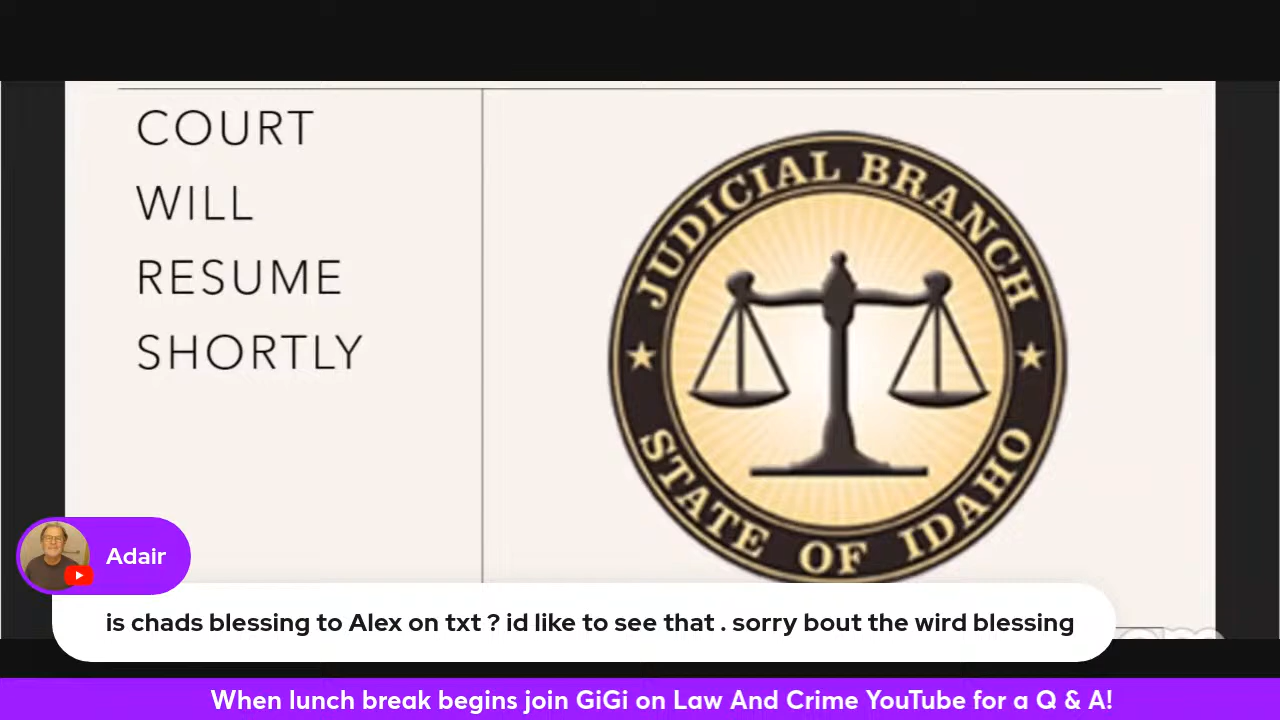 COURT
WILL
RESUME
SHORTLY
JUDICIAL BRANCH
STATE OF IDAHO
Adair
is chads blessing to Alex on txt ? id like to see that . sorry bout the wird blessing
When lunch break begins join GiGi on Law And Crime YouTube for a Q & A!